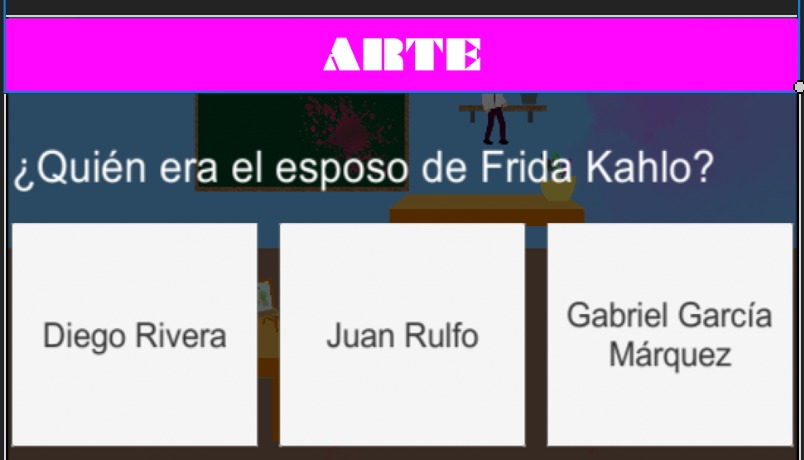 ARTE
¿Quién era el esposo de Frida Kahlo?
Diego Rivera
Juan Rulfo
Gabriel García
Márquez